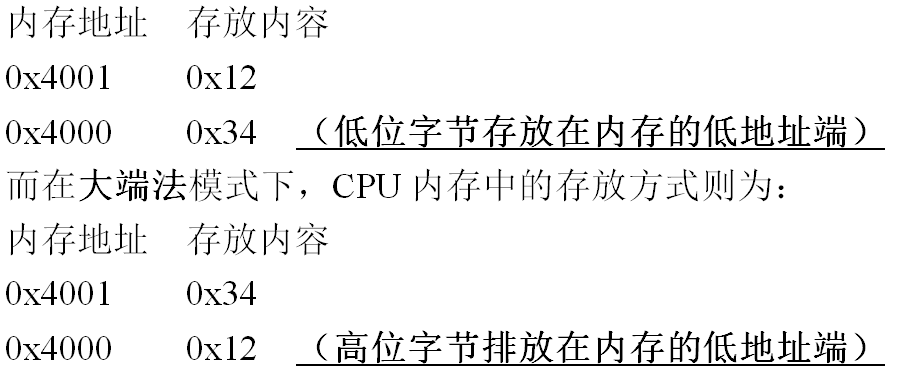 内存地址 存放内容
0x4001 0x12
0x4000 0x34 （低位字节存放在内存的低地址端）
而在大端法模式下，CPU 内存中的存放方式则为：
内存地址 存放内容
0x4001 0x34
0x4000 0x12 （高位字节排放在内存的低地址端）